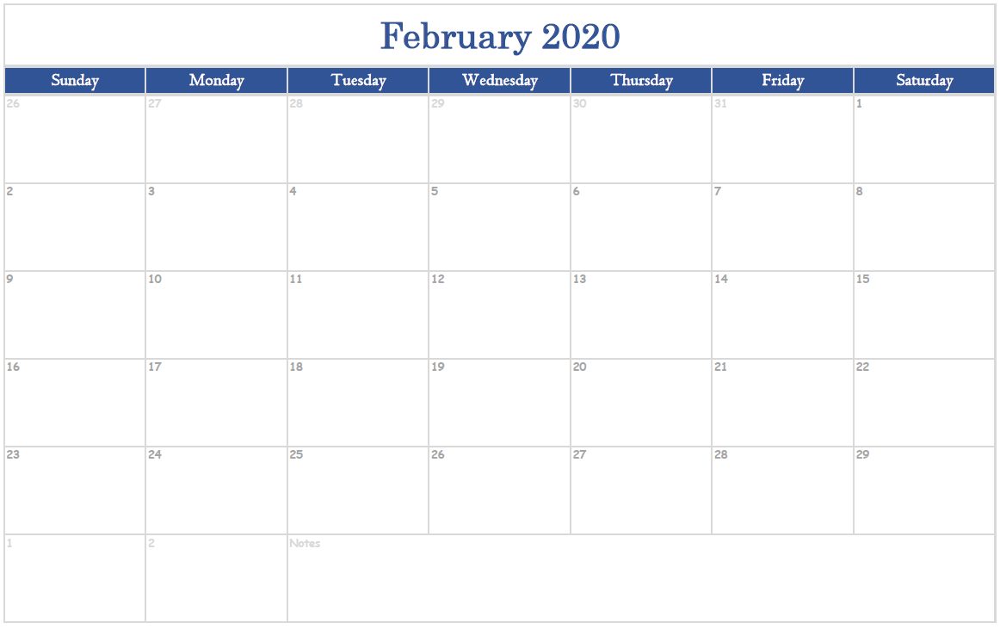 February 2020
Sunday Monday Tuesday Wednesday Thursday Friday Saturday
26 27 28 29 30 31 1
2 3 4 5 6 7 8
9 10 11 12 13 14 15
16 17 18 19 20 21 22
23 24 25 26 27 28 29
1 2 Notes